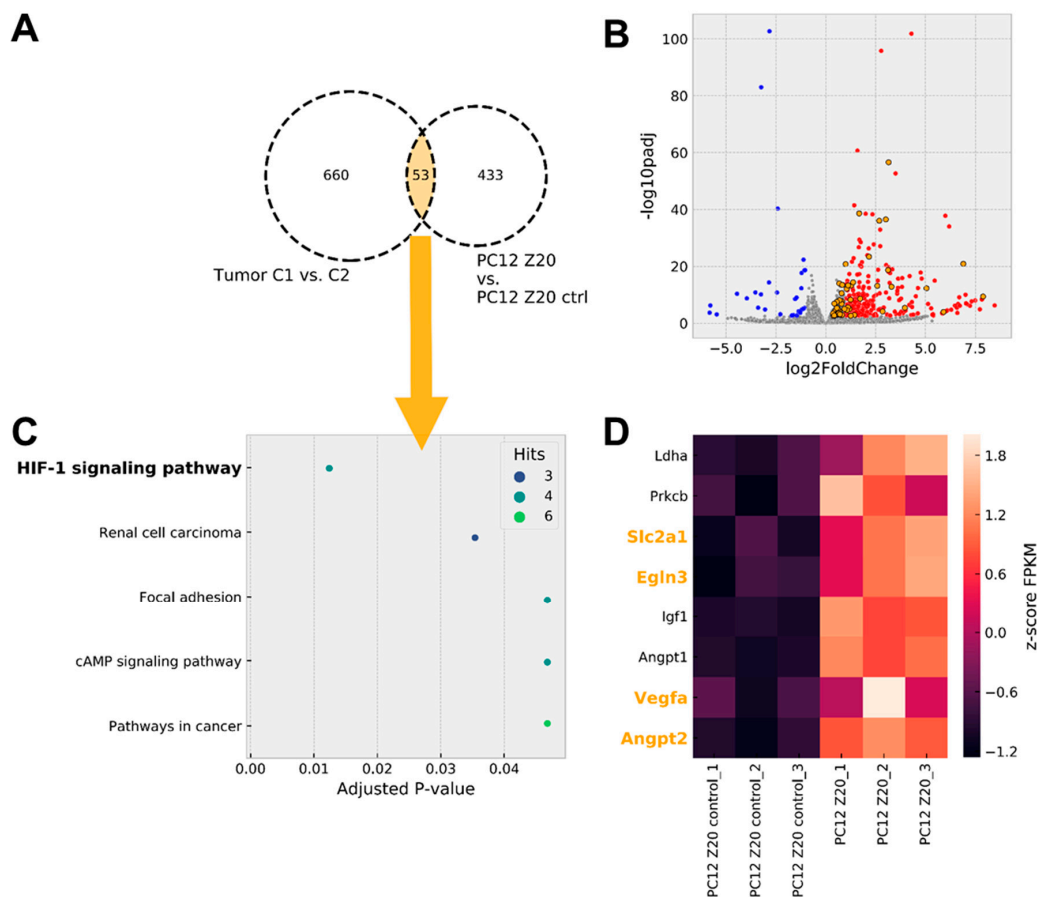 A
660
53
433
Tumor C1 vs. C2
PC12 Z20
vs.
PC12 Z20 ctrl
B
100
80
60
40
20
0
-log10padj
−5.0
−2.5
0.0
2.5
5.0
7.5
log2FoldChange
C
HIF-1 signaling pathway
Renal cell carcinoma
Focal adhesion
cAMP signaling pathway
Pathways in cancer
Hits
3
4
6
0.00
0.01
0.02
0.03
0.04
Adjusted P-value
D
Ldha
Prkcb
Slc2a1
Egln3
Igf1
Angpt1
Vegfa
Angpt2
PC12 Z20 control_1
PC12 Z20 control_2
PC12 Z20 control_3
PC12 Z20_1
PC12 Z20_2
PC12 Z20_3
1.8
1.2
0.6
0.0
−0.6
−1.2
z-score FPKM